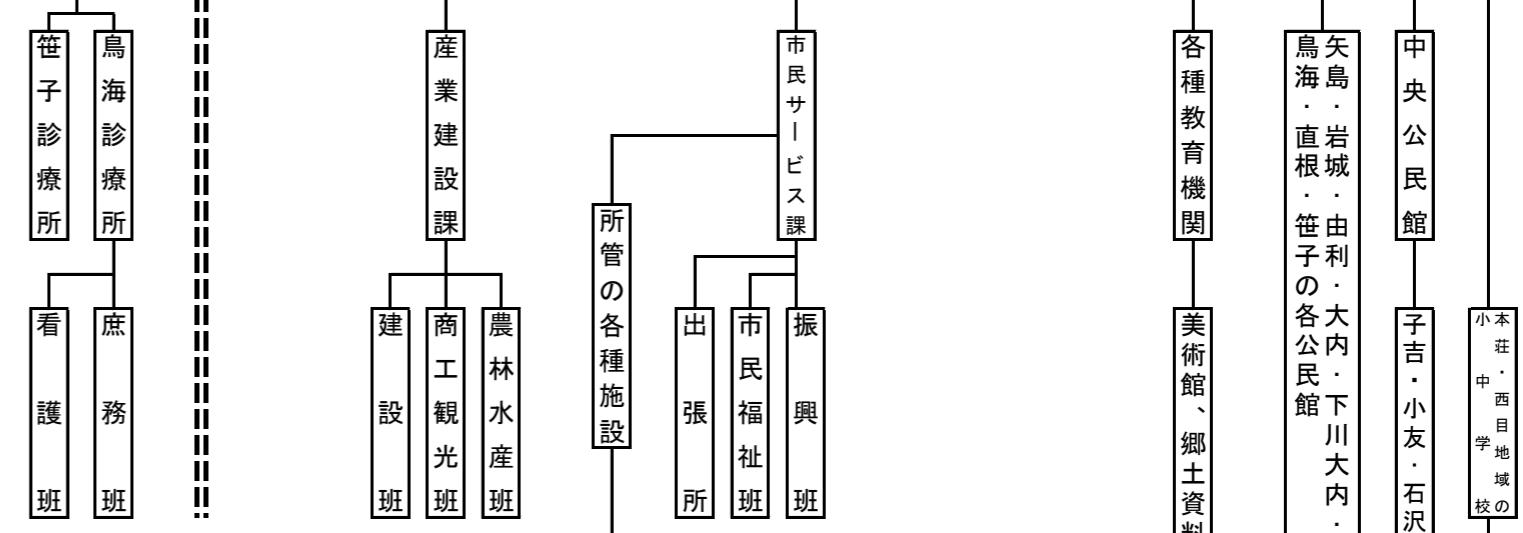 笹子診療所
鳥海診療所
看護班
庶務班
産業建設課
建設班
商工観光班
農林水産班
市民サービス課
所管の各種施設
出張所
市民福祉班
振興班
各種教育機関
美術館、郷土資料
矢島・岩城・由利・大内・下川大内・
鳥海・直根・笹子の各公民館
中央公民館
子吉・小友・石沢
本荘・西目地域の
小中学校